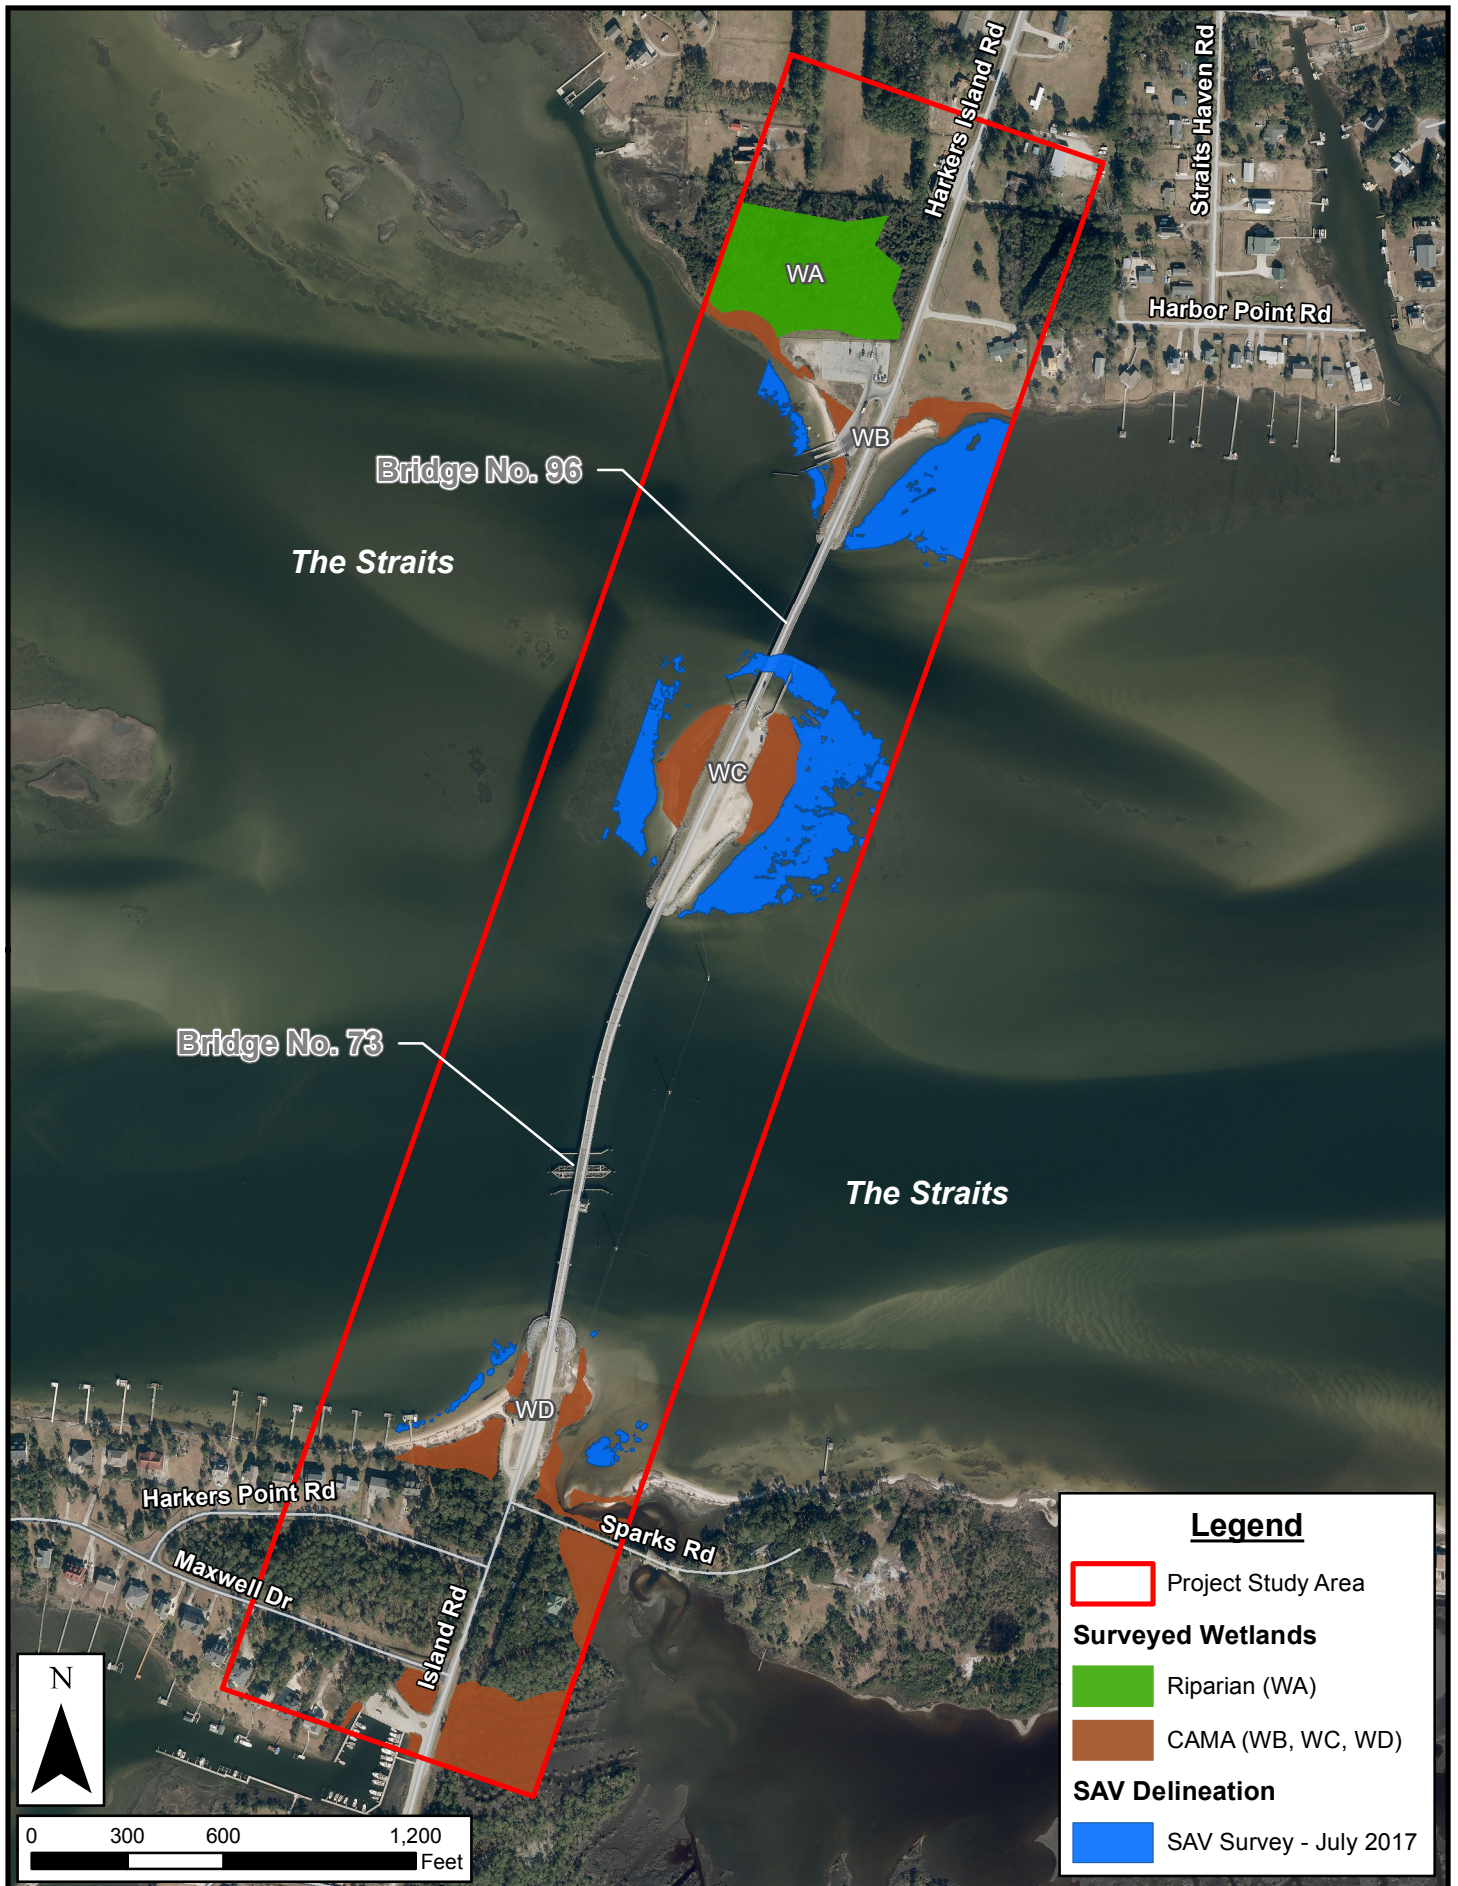 Harkers Island Rd
Straits Haven Rd
WA
Harbor Point Rd
WB
Bridge No. 96
The Straits
WC
Bridge No. 73
The Straits
WD
Harkers Point Rd
Sparks Rd
Maxwell Dr
Island Rd
N
0 300 600 1,200
Feet
Legend
Project Study Area
Surveyed Wetlands
Riparian (WA)
CAMA (WB, WC, WD)
SAV Delineation
SAV Survey - July 2017